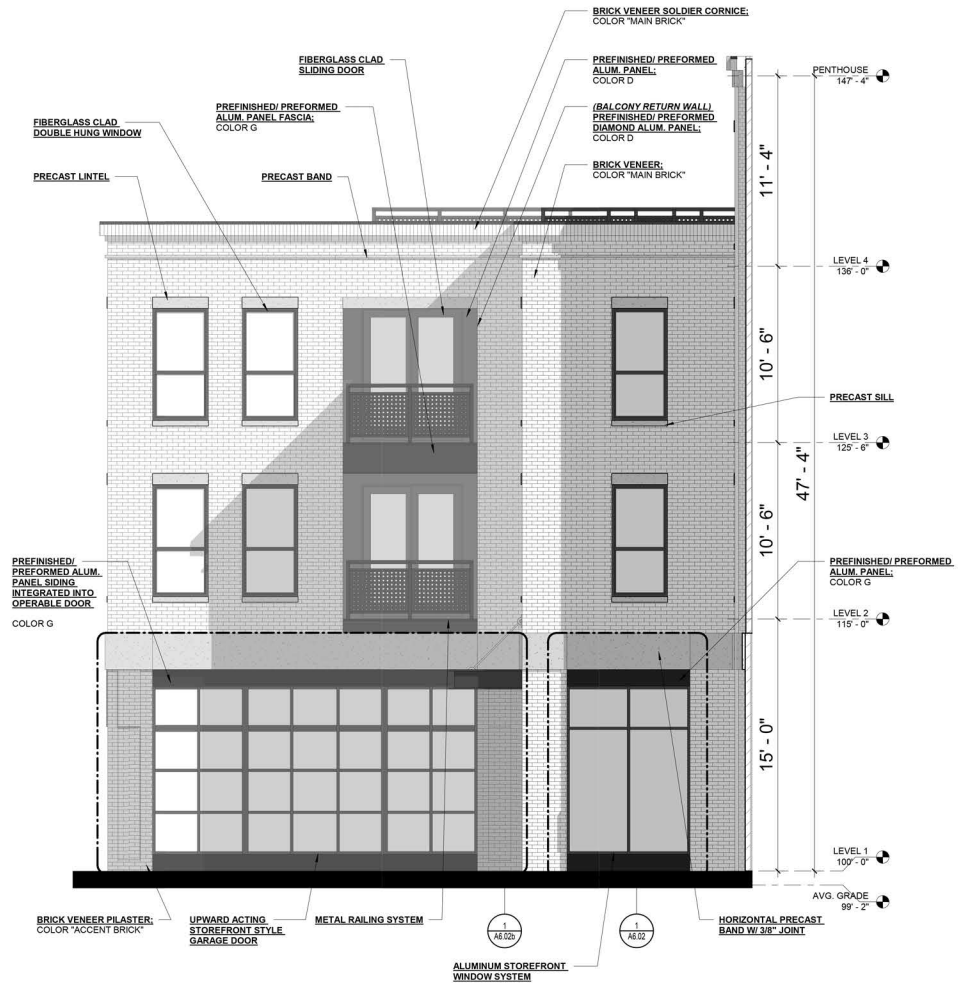 BRICK VENEER SOLDIER CORNICE;
COLOR "MAIN BRICK"
FIBERGLASS CLAD
SLIDING DOOR
PREFINISHED/ PREFORMED
ALUM. PANEL;
COLOR D
PENTHOUSE
147' - 4"
PREFINISHED/ PREFORMED
ALUM. PANEL FASCIA;
COLOR G
(BALCONY RETURN WALL)
PREFINISHED/ PREFORMED
DIAMOND ALUM. PANEL;
COLOR D
FIBERGLASS CLAD
DOUBLE HUNG WINDOW
PRECAST LINTEL
PRECAST BAND
BRICK VENEER;
COLOR "MAIN BRICK"
11' - 4"
LEVEL 4
136' - 0"
10' - 6"
PRECAST SILL
LEVEL 3
125' - 6"
47' - 4"
10' - 6"
PREFINISHED/
PREFORMED ALUM.
PANEL SIDING
INTEGRATED INTO
OPERABLE DOOR
COLOR G
PREFINISHED/ PREFORMED
ALUM. PANEL;
COLOR G
LEVEL 2
115' - 0"
15' - 0"
LEVEL 1
100' - 0"
AVG. GRADE
99' - 2"
BRICK VENEER PILASTER;
COLOR "ACCENT BRICK"
UPWARD ACTING
STOREFRONT STYLE
GARAGE DOOR
METAL RAILING SYSTEM
1
A6.02b
1
A6.02
HORIZONTAL PRECAST
BAND W/ 3/8" JOINT
ALUMINUM STOREFRONT
WINDOW SYSTEM